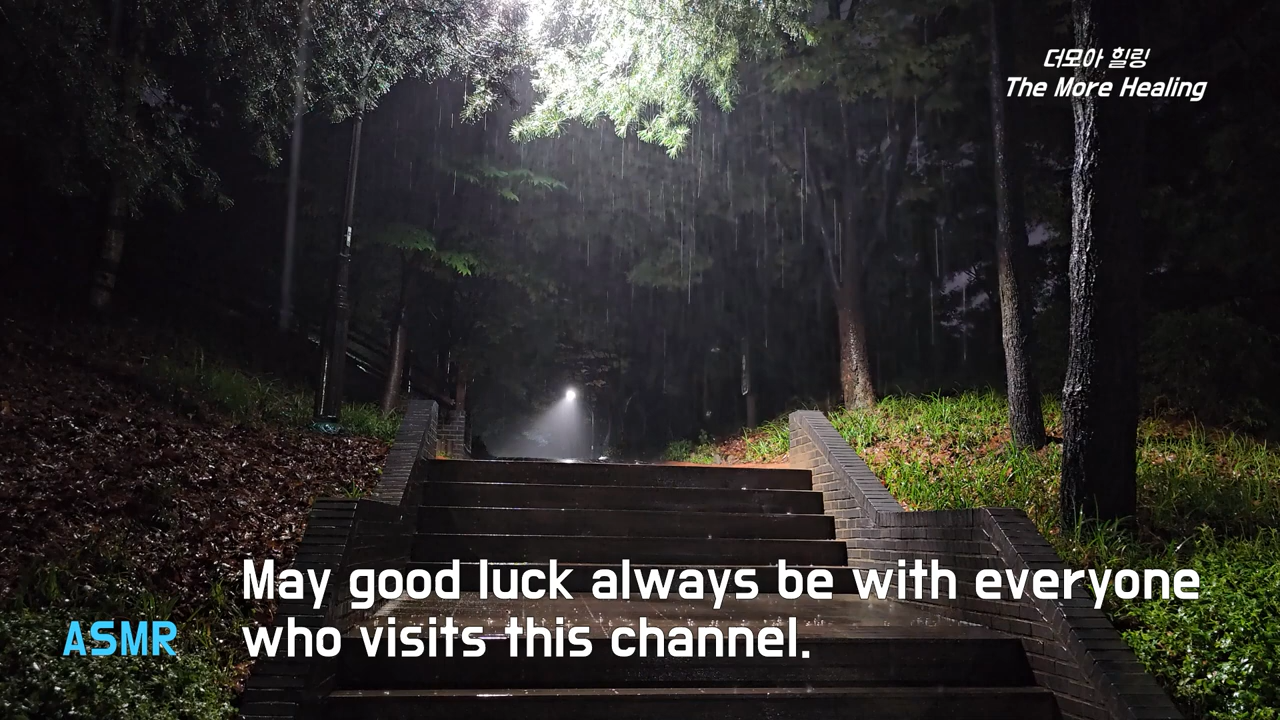 더모아 힐링
The More Healing
May good luck always be with everyone
who visits this channel.
ASMR